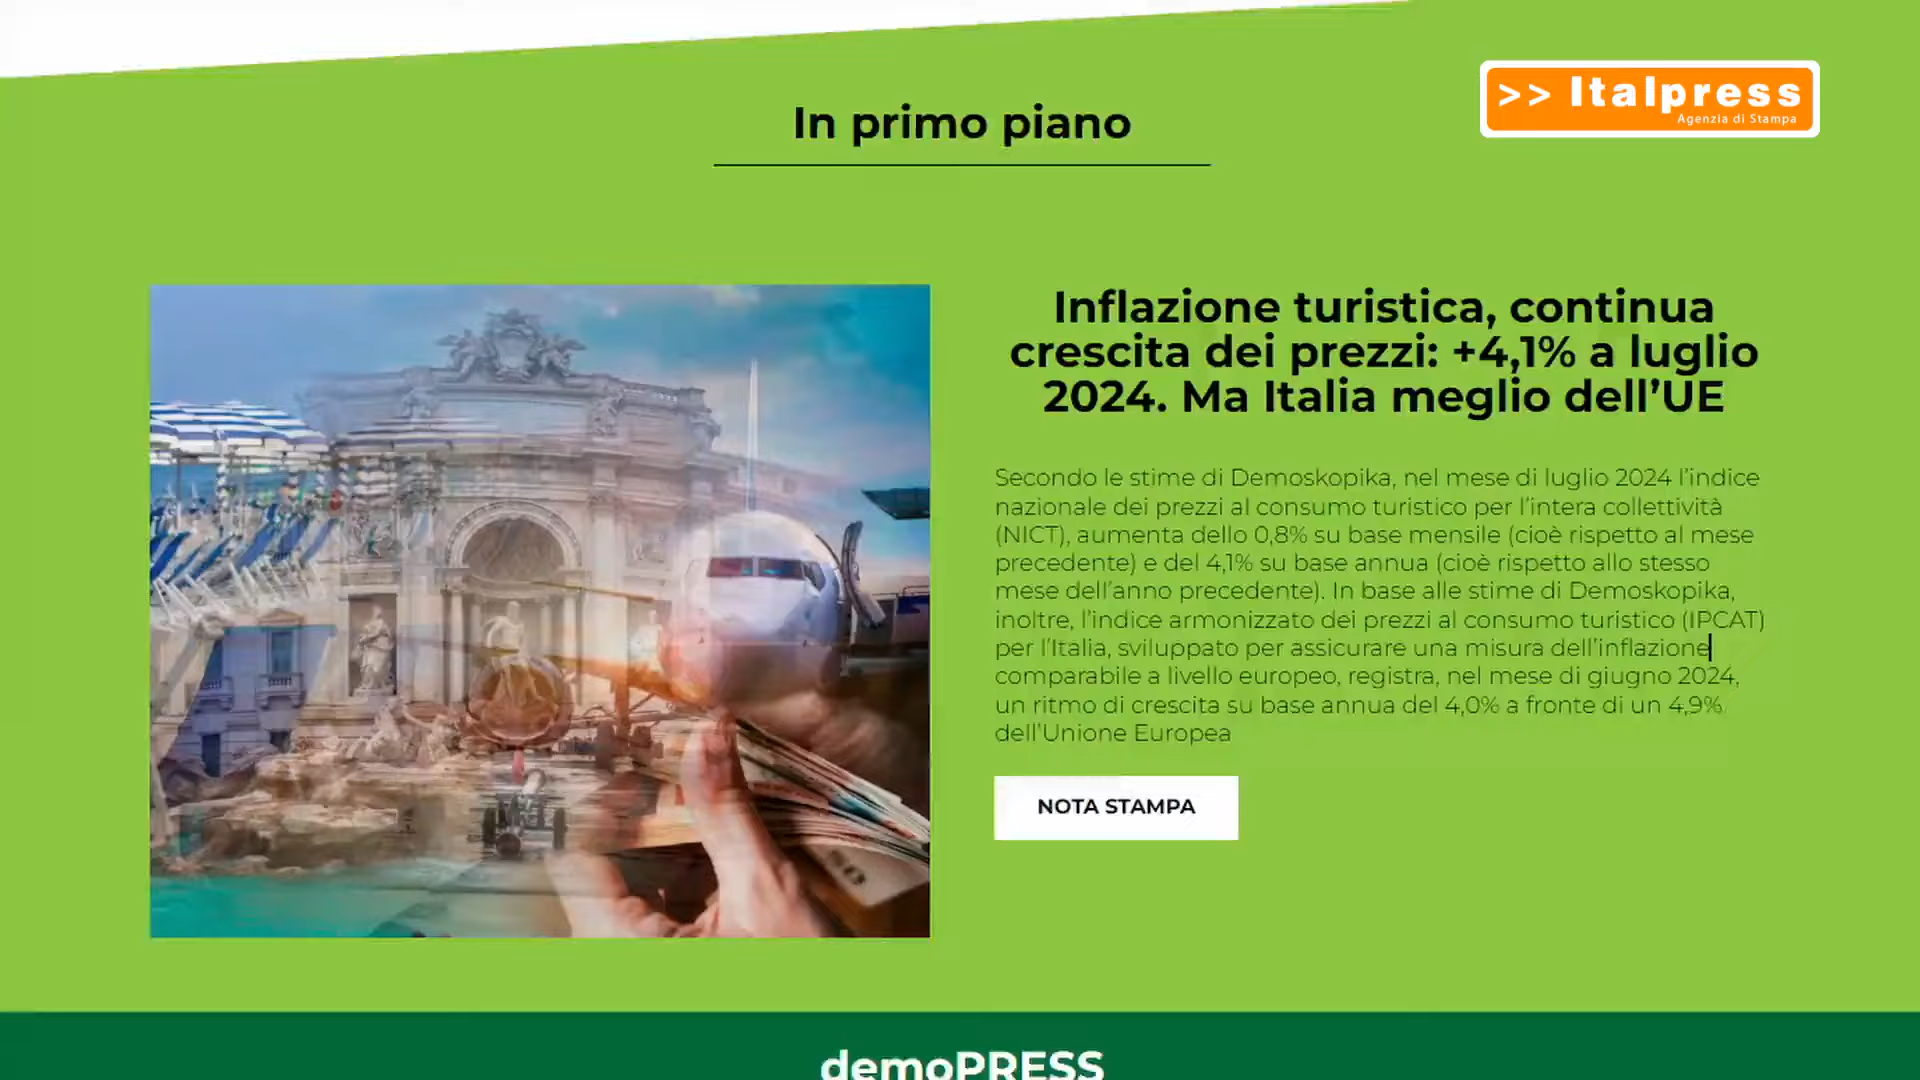 >> Italpress
Agenzia di Stampa
In primo piano
Inflazione turistica, continua
crescita dei prezzi: +4,1% a luglio
2024. Ma Italia meglio dell’UE
Secondo le stime di Demoskopika, nel mese di luglio 2024 l’indice
nazionale dei prezzi al consumo turistico per l’intera collettività
(NICT), aumenta dello 0,8% su base mensile (cioè rispetto al mese
precedente) e del 4,1% su base annua (cioè rispetto allo stesso
mese dell’anno precedente). In base alle stime di Demoskopika,
inoltre, l’indice armonizzato dei prezzi al consumo turistico (IPCAT)
per l’Italia, sviluppato per assicurare una misura dell’inflazione
comparabile a livello europeo, registra, nel mese di giugno 2024,
un ritmo di crescita su base annua del 4,0% a fronte di un 4,9%
dell’Unione Europea
NOTA STAMPA
demoPRESS